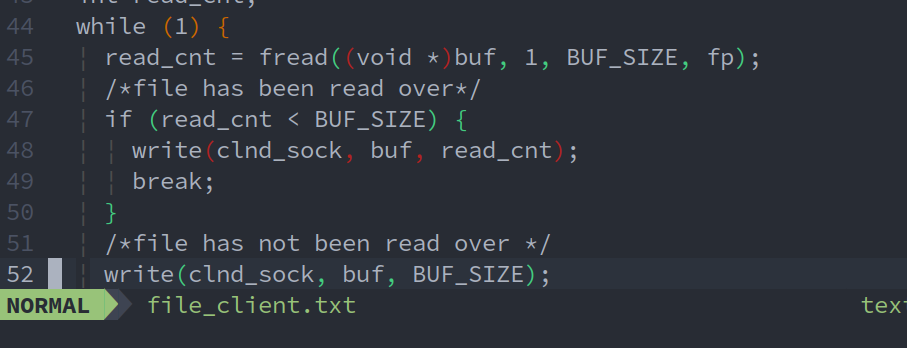 43 int read_cnt;
44 while (1) {
45 read_cnt = fread((void *)buf, 1, BUF_SIZE, fp);
46 /*file has been read over*/
47 if (read_cnt < BUF_SIZE) {
48 write(clnd_sock, buf, read_cnt);
49 break;
50 }
51 /*file has not been read over */
52 write(clnd_sock, buf, BUF_SIZE);
NORMAL file_client.txt tex